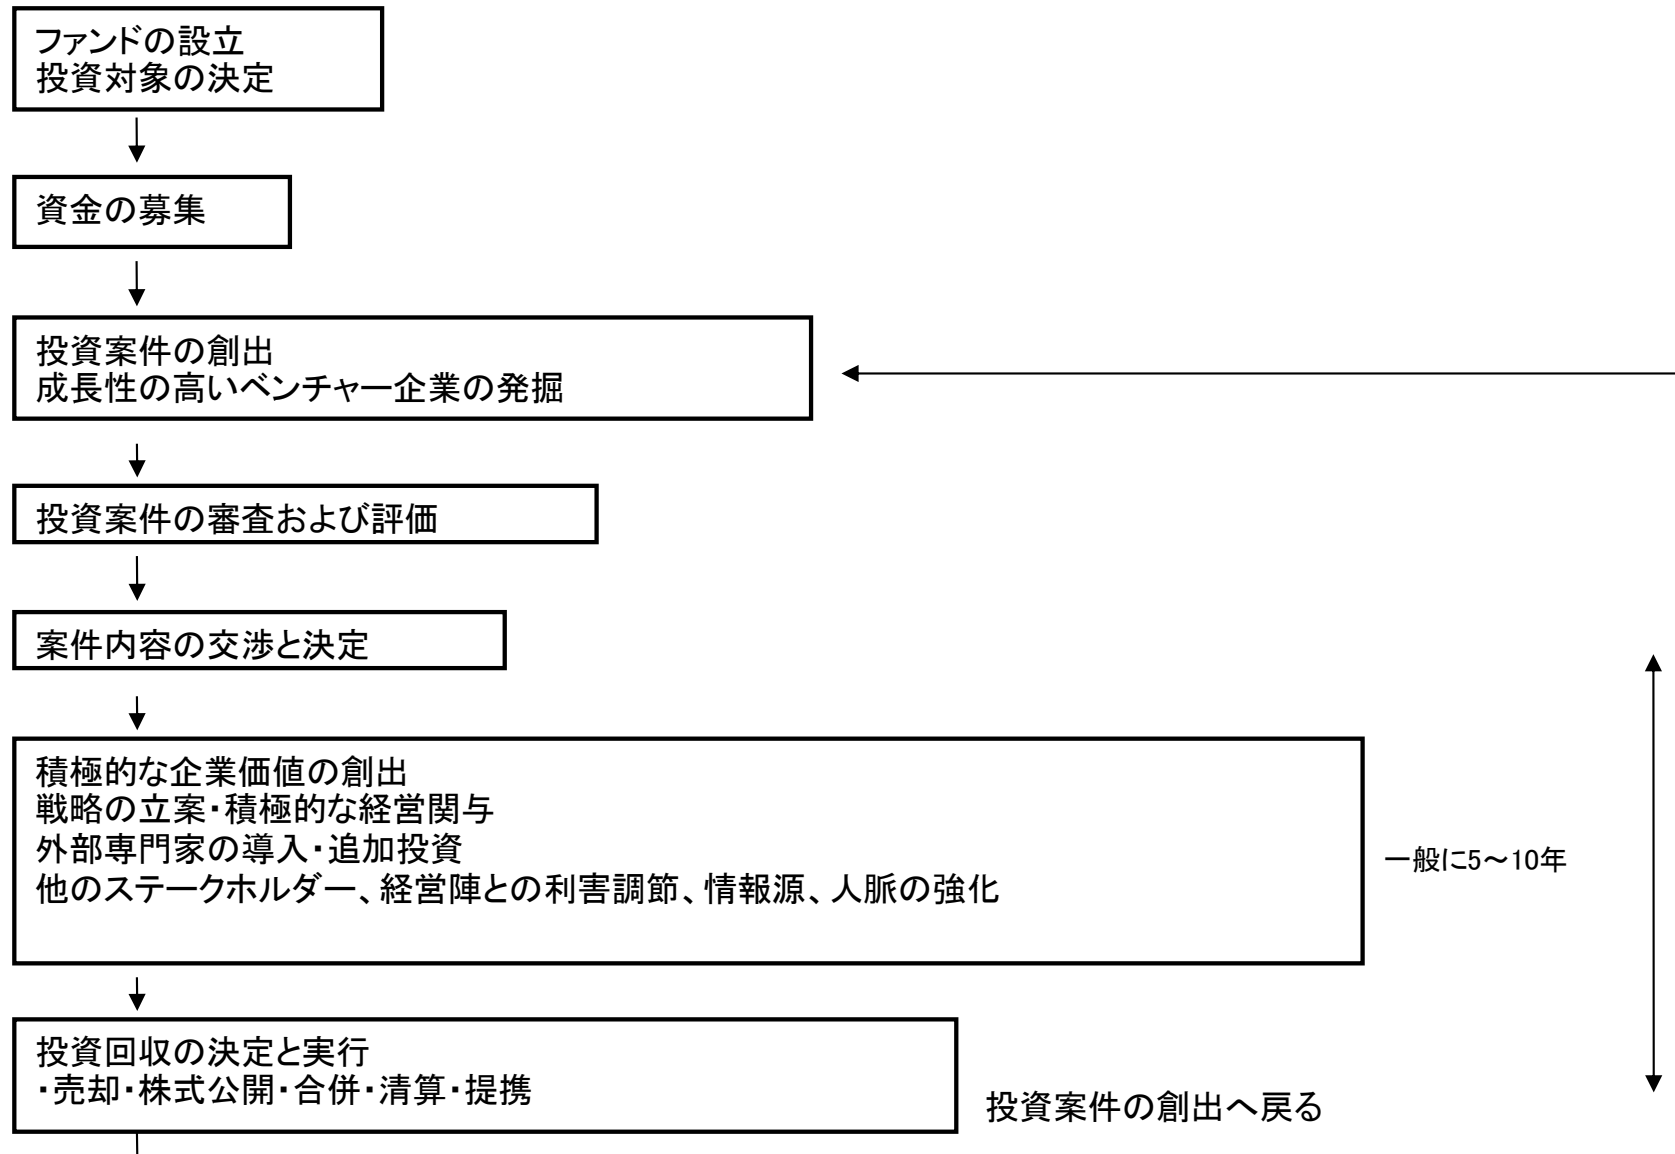 ファンドの設立
投資対象の決定
資金の募集
投資案件の創出
成長性の高いベンチャー企業の発掘
投資案件の審査および評価
案件内容の交渉と決定
積極的な企業価値の創出
戦略の立案・積極的な経営関与
外部専門家の導入・追加投資
他のステークホルダー、経営陣との利害調節、情報源、人脈の強化
一般に5～10年
投資回収の決定と実行
・売却・株式公開・合併・清算・提携
投資案件の創出へ戻る